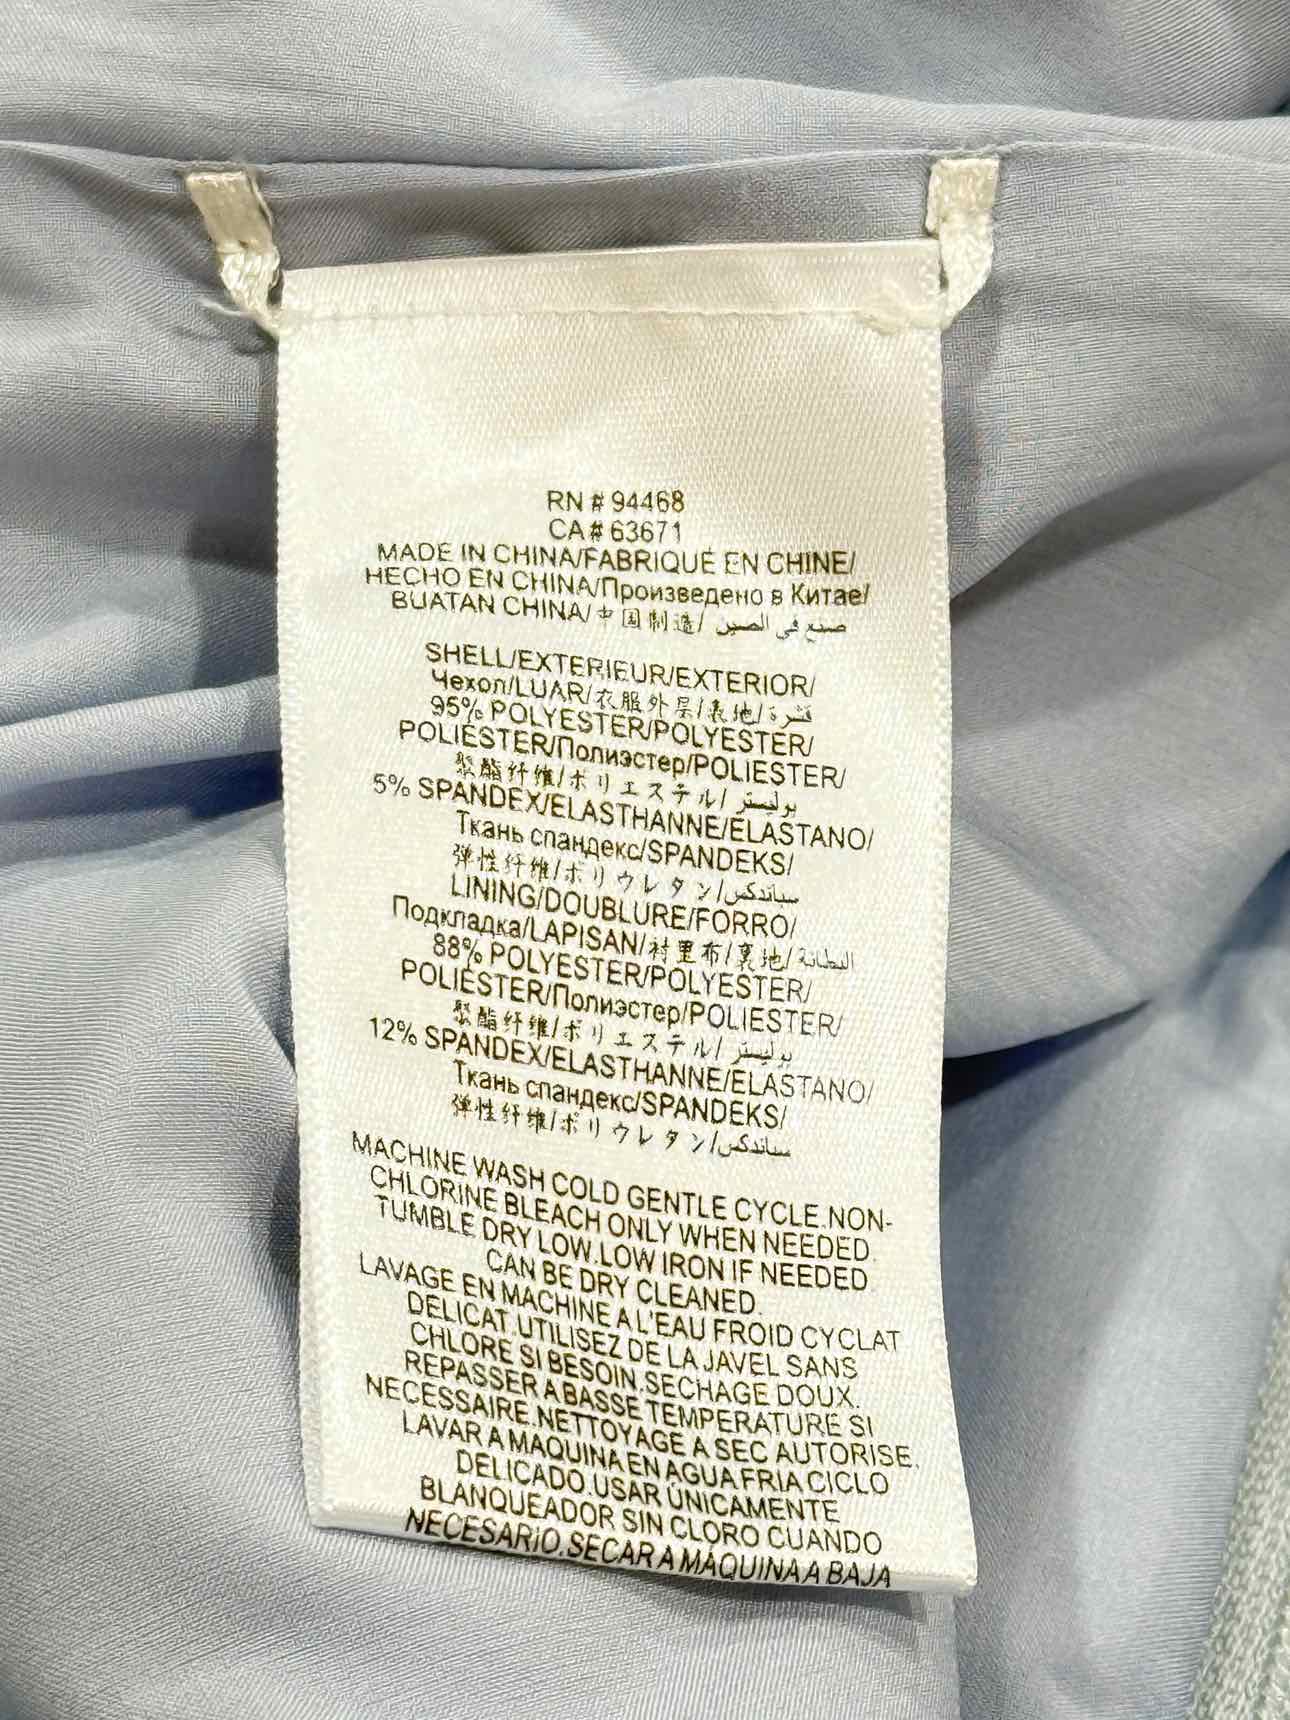 RN # 94468
CA# 63671
MADE IN CHINA/FABRIQUÉ EN CHINE/
HECHO EN CHINA/Произведено в Китае/
BUATAN CHINA/中国制造/ صنع في الصين
SHELL/EXTERIEUR/EXTERIOR/
Чехол/LUAR/衣服外层/表地/قشرة
95% POLYESTER/POLYESTER/
POLIÉSTER/Полиэстер/POLIESTER/
聚酯纤维/ポリエステル/ بوليستر
5% SPANDEX/ELASTHANNE/ELASTANO/
Ткань спандекс/SPANDEKS/
弹性纤维/ポリウレタン/سباندكس
LINING/DOUBLURE/FORRO/
Подкладка/LAPISAN/衬里布/裏地/البطانة
88% POLYESTER/POLYESTER/
POLIÉSTER/Полиэстер/POLIESTER/
聚酯纤维/ポリエステル/ بوليستر
12% SPANDEX/ELASTHANNE/ELASTANO/
Ткань спандекс/SPANDEKS/
弹性纤维/ポリウレタン/سباندكس
MACHINE WASH COLD GENTLE CYCLE.NON-
CHLORINE BLEACH ONLY WHEN NEEDED.
TUMBLE DRY LOW.LOW IRON IF NEEDED.
CAN BE DRY CLEANED.
LAVAGE EN MACHINE A L'EAU FROID CYCLAT
DELICAT.UTILISEZ DE LA JAVEL SANS
CHLORE SI BESOIN.SECHAGE DOUX.
REPASSER A BASSE TEMPERATURE SI
NECESSAIRE.NETTOYAGE A SEC AUTORISE.
LAVAR A MAQUINA EN AGUA FRIA CICLO
DELICADO.USAR ÚNICAMENTE
BLANQUEADOR SIN CLORO CUANDO
NECESARIO.SECAR A MÁQUINA A BAJA